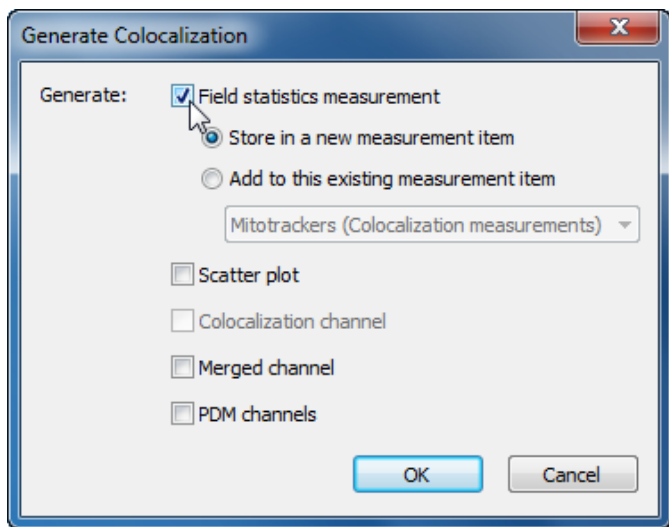 Generate Colocalization
Generate: Field statistics measurement
Store in a new measurement item
Add to this existing measurement item
Mitotrackers (Colocalization measurements)
Scatter plot
Colocalization channel
Merged channel
PDM channels
OK Cancel